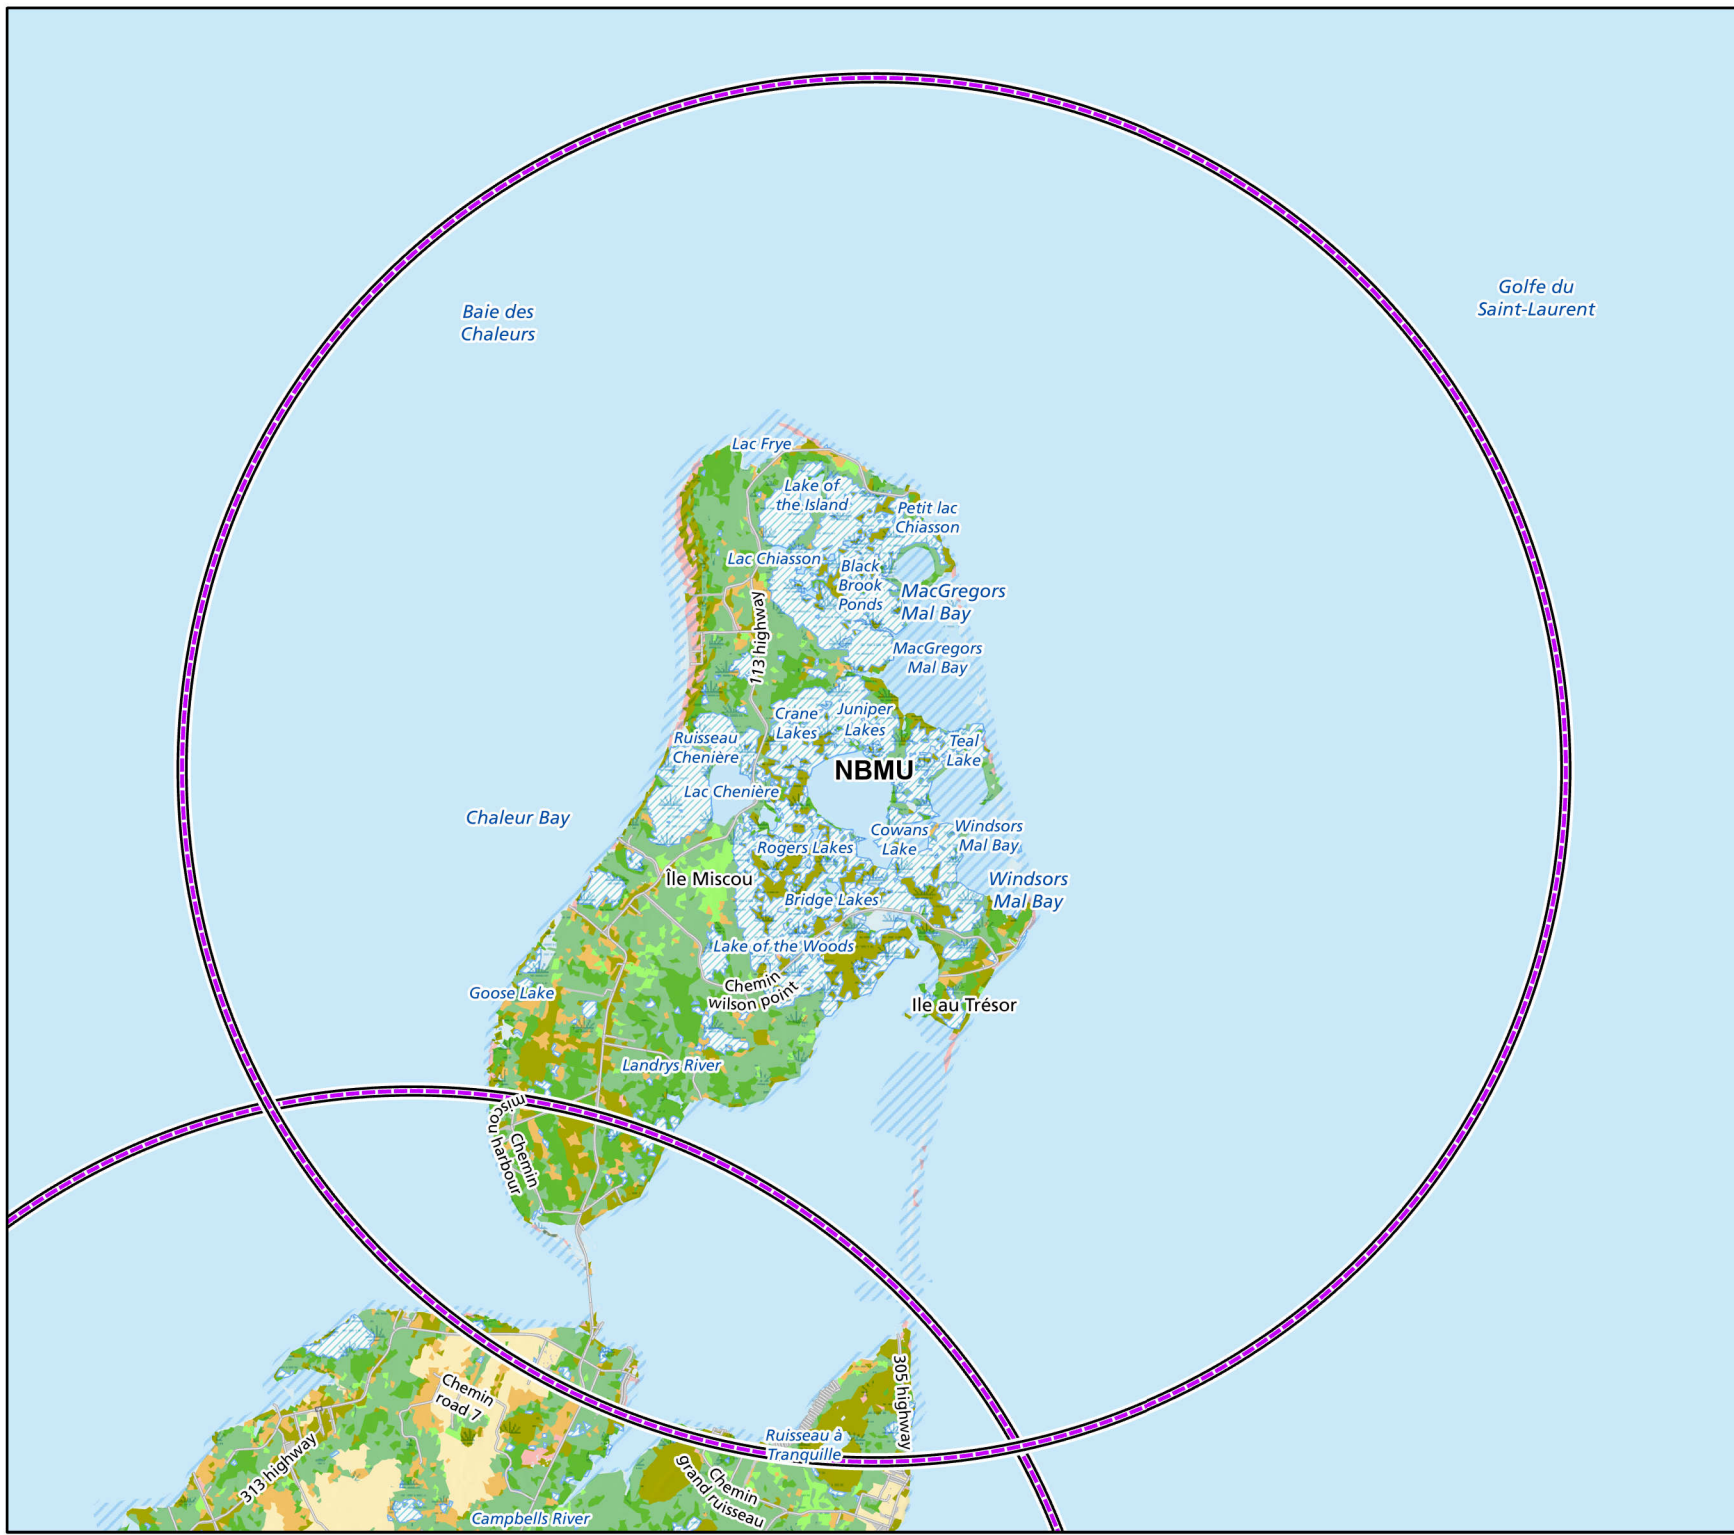 Golfe du
Saint-Laurent
Baie des
Chaleurs
Lac Frye
Lake of
the Island
Petit lac
Chiasson
Lac Chiasson
Black
Brook
Ponds
MacGregors
Mal Bay
113 highway
MacGregors
Mal Bay
Crane
Lakes
Juniper
Lakes
Ruisseau
Chenière
Teal
Lake
NBMU
Lac Chenière
Chaleur Bay
Cowans
Lake
Windsors
Mal Bay
Rogers Lakes
Île Miscou
Windsors
Mal Bay
Bridge Lakes
Lake of the Woods
Chemin
wilson point
Goose Lake
Ile au Trésor
Landrys River
Chemin
miscou harbour
Chemin
road 7
305 highway
313 highway
Ruisseau à
Tranquille
Chemin
grand ruisseau
Campbells River